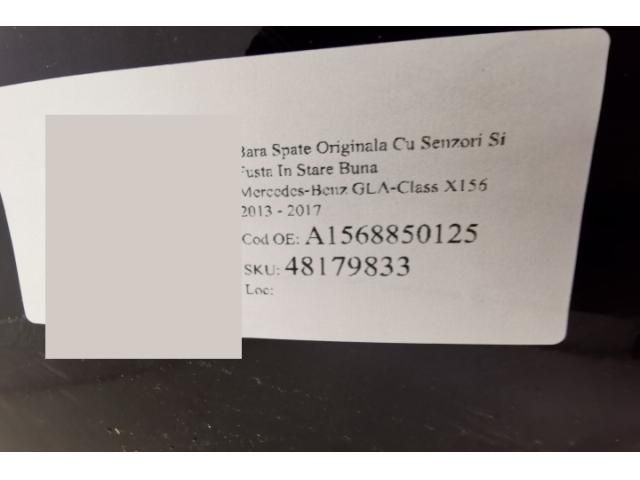 Bara Spate Originala Cu Senzori Si
Fusta In Stare Buna
Mercedes-Benz GLA-Class X156
2013 - 2017
Cod OE: A1568850125
SKU: 48179833
Loc: